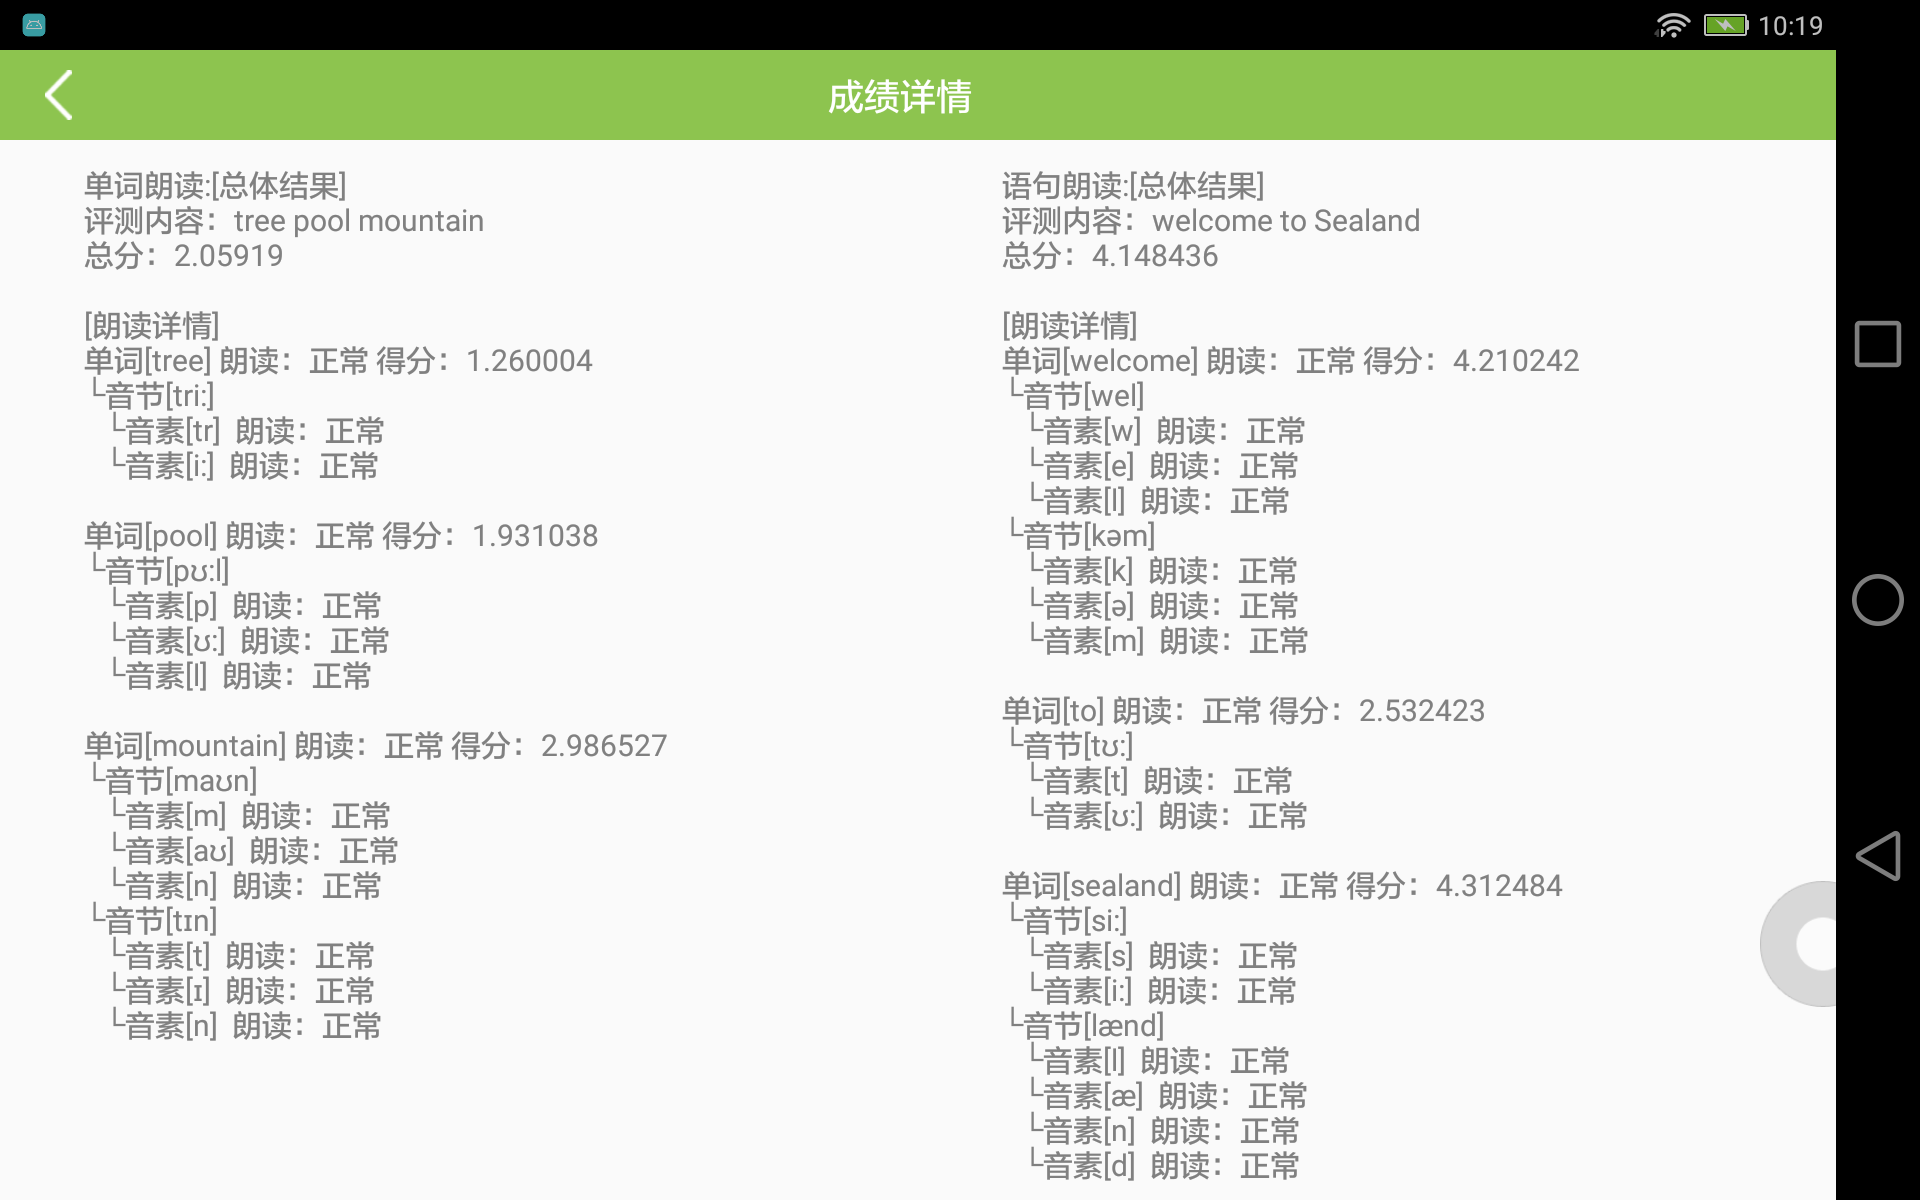 10:19
成绩详情
单词朗读:[总体结果]
评测内容：tree pool mountain
总分：2.05919
[朗读详情]
单词[tree] 朗读：正常 得分：1.260004
└音节[tri:]
└音素[tr] 朗读：正常
└音素[i:] 朗读：正常
单词[pool] 朗读：正常 得分：1.931038
└音节[pʊ:l]
└音素[p] 朗读：正常
└音素[ʊ:] 朗读：正常
└音素[l] 朗读：正常
单词[mountain] 朗读：正常 得分：2.986527
└音节[maʊn]
└音素[m] 朗读：正常
└音素[aʊ] 朗读：正常
└音素[n] 朗读：正常
└音节[tɪn]
└音素[t] 朗读：正常
└音素[ɪ] 朗读：正常
└音素[n] 朗读：正常
语句朗读:[总体结果]
评测内容：welcome to Sealand
总分：4.148436
[朗读详情]
单词[welcome] 朗读：正常 得分：4.210242
└音节[wel]
└音素[w] 朗读：正常
└音素[e] 朗读：正常
└音素[l] 朗读：正常
└音节[kəm]
└音素[k] 朗读：正常
└音素[ə] 朗读：正常
└音素[m] 朗读：正常
单词[to] 朗读：正常 得分：2.532423
└音节[tʊ:]
└音素[t] 朗读：正常
└音素[ʊ:] 朗读：正常
单词[sealand] 朗读：正常 得分：4.312484
└音节[si:]
└音素[s] 朗读：正常
└音素[i:] 朗读：正常
└音节[lænd]
└音素[l] 朗读：正常
└音素[æ] 朗读：正常
└音素[n] 朗读：正常
└音素[d] 朗读：正常